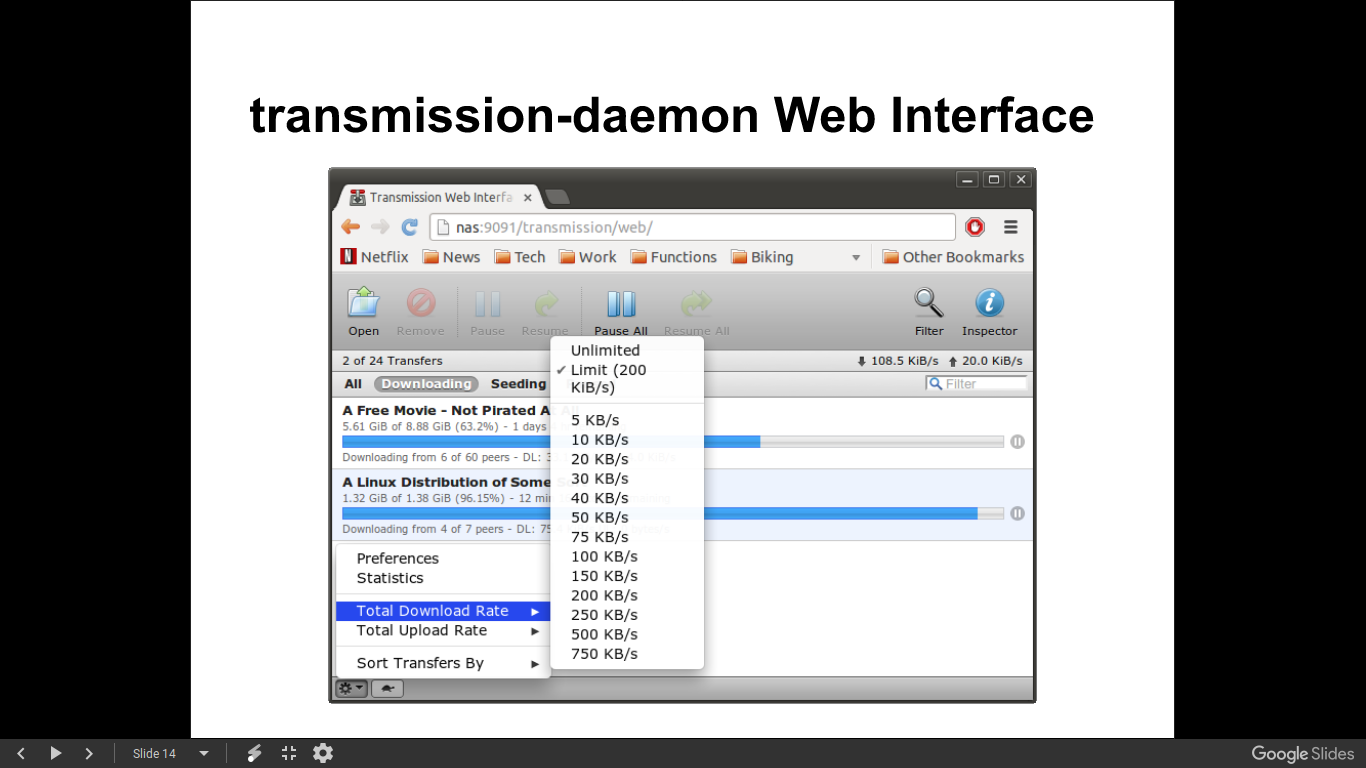 transmission-daemon Web Interface
Transmission Web Interfa
nas:9091/transmission/web/
Netflix News Tech Work Functions Biking Other Bookmarks
Open Remove Pause Resume Pause All Resume All Filter Inspector
2 of 24 Transfers 108.5 KiB/s 20.0 KiB/s
All Downloading Seeding Filter
A Free Movie - Not Pirated
5.61 GiB of 8.88 GiB (63.2%) - 1 days
Downloading from 6 of 60 peers - DL:
A Linux Distribution of Some
1.32 GiB of 1.38 GiB (96.15%) - 12
Downloading from 4 of 7 peers - DL:
Unlimited
✓ Limit (200
KiB/s)
5 KB/s
10 KB/s
20 KB/s
30 KB/s
40 KB/s
50 KB/s
75 KB/s
100 KB/s
150 KB/s
200 KB/s
250 KB/s
500 KB/s
750 KB/s
Preferences
Statistics
Total Download Rate
Total Upload Rate
Sort Transfers By
Slide 14 Google Slides